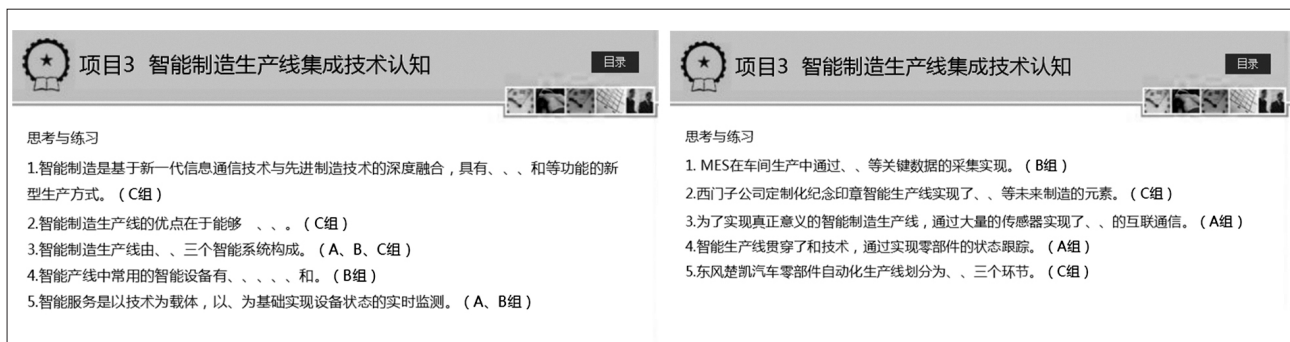 项目3 智能制造生产线集成技术认知
目录
思考与练习
1.智能制造是基于新一代信息通信技术与先进制造技术的深度融合，具有、、、和等功能的新
型生产方式。（C组）
2.智能制造生产线的优点在于能够 、、。（C组）
3.智能制造生产线由、、三个智能系统构成。（A、B、C组）
4.智能产线中常用的智能设备有、、、、、和。（B组）
5.智能服务是以技术为载体，以、为基础实现设备状态的实时监测。（A、B组）
项目3 智能制造生产线集成技术认知
目录
思考与练习
1. MES在车间生产中通过、、等关键数据的采集实现。（B组）
2.西门子公司定制化纪念印章智能生产线实现了、、等未来制造的元素。（C组）
3.为了实现真正意义的智能制造生产线，通过大量的传感器实现了、、的互联通信。（A组）
4.智能生产线贯穿了和技术，通过实现零部件的状态跟踪。（A组）
5.东风楚凯汽车零部件自动化生产线划分为、、三个环节。（C组）